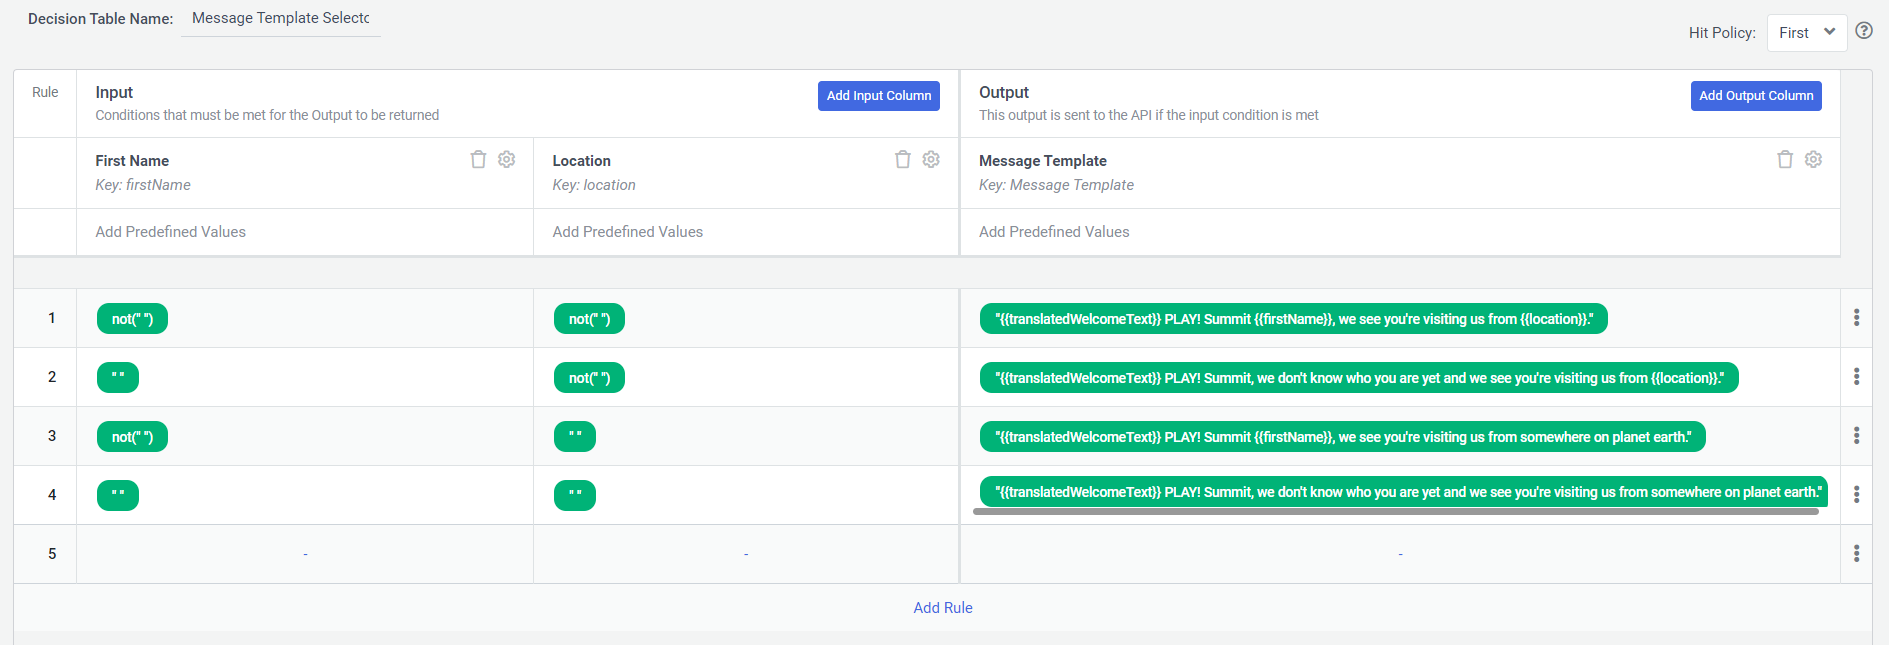 Decision Table Name: Message Template Selectc
Hit Policy: First
Rule
Input
Conditions that must be met for the Output to be returned
Add Input Column
Output
This output is sent to the API if the input condition is met
Add Output Column
First Name
Key: firstName
Location
Key: location
Message Template
Key: Message Template
Add Predefined Values
Add Predefined Values
Add Predefined Values
1 not(" ") not(" ") "{{translatedWelcomeText}} PLAY! Summit {{firstName}}, we see you're visiting us from {{location}}."
2 " " not(" ") "{{translatedWelcomeText}} PLAY! Summit, we don't know who you are yet and we see you're visiting us from {{location}}."
3 not(" ") " " "{{translatedWelcomeText}} PLAY! Summit {{firstName}}, we see you're visiting us from somewhere on planet earth."
4 " " " " "{{translatedWelcomeText}} PLAY! Summit, we don't know who you are yet and we see you're visiting us from somewhere on planet earth."
5 - - -
Add Rule